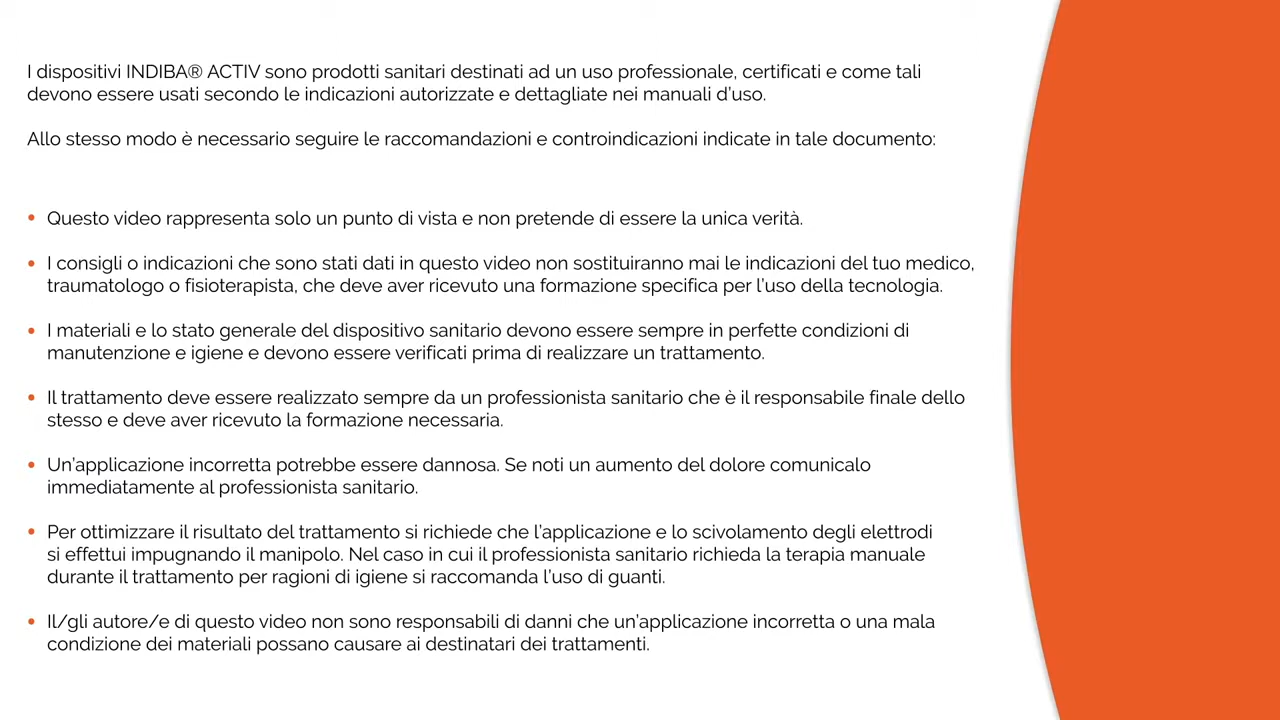 I dispositivi INDIBA® ACTIV sono prodotti sanitari destinati ad un uso professionale, certificati e come tali
devono essere usati secondo le indicazioni autorizzate e dettagliate nei manuali d'uso.
Allo stesso modo è necessario seguire le raccomandazioni e controindicazioni indicate in tale documento:
• Questo video rappresenta solo un punto di vista e non pretende di essere la unica verità.
• I consigli o indicazioni che sono stati dati in questo video non sostituiranno mai le indicazioni del tuo medico,
traumatologo o fisioterapista, che deve aver ricevuto una formazione specifica per l'uso della tecnologia.
• I materiali e lo stato generale del dispositivo sanitario devono essere sempre in perfette condizioni di
manutenzione e igiene e devono essere verificati prima di realizzare un trattamento.
• Il trattamento deve essere realizzato sempre da un professionista sanitario che è il responsabile finale dello
stesso e deve aver ricevuto la formazione necessaria.
• Un'applicazione incorretta potrebbe essere dannosa. Se noti un aumento del dolore comunicalo
immediatamente al professionista sanitario.
• Per ottimizzare il risultato del trattamento si richiede che l'applicazione e lo scivolamento degli elettrodi
si effettui impugnando il manipolo. Nel caso in cui il professionista sanitario richieda la terapia manuale
durante il trattamento per ragioni di igiene si raccomanda l'uso di guanti.
• Il/gli autore/e di questo video non sono responsabili di danni che un'applicazione incorretta o una mala
condizione dei materiali possano causare ai destinatari dei trattamenti.